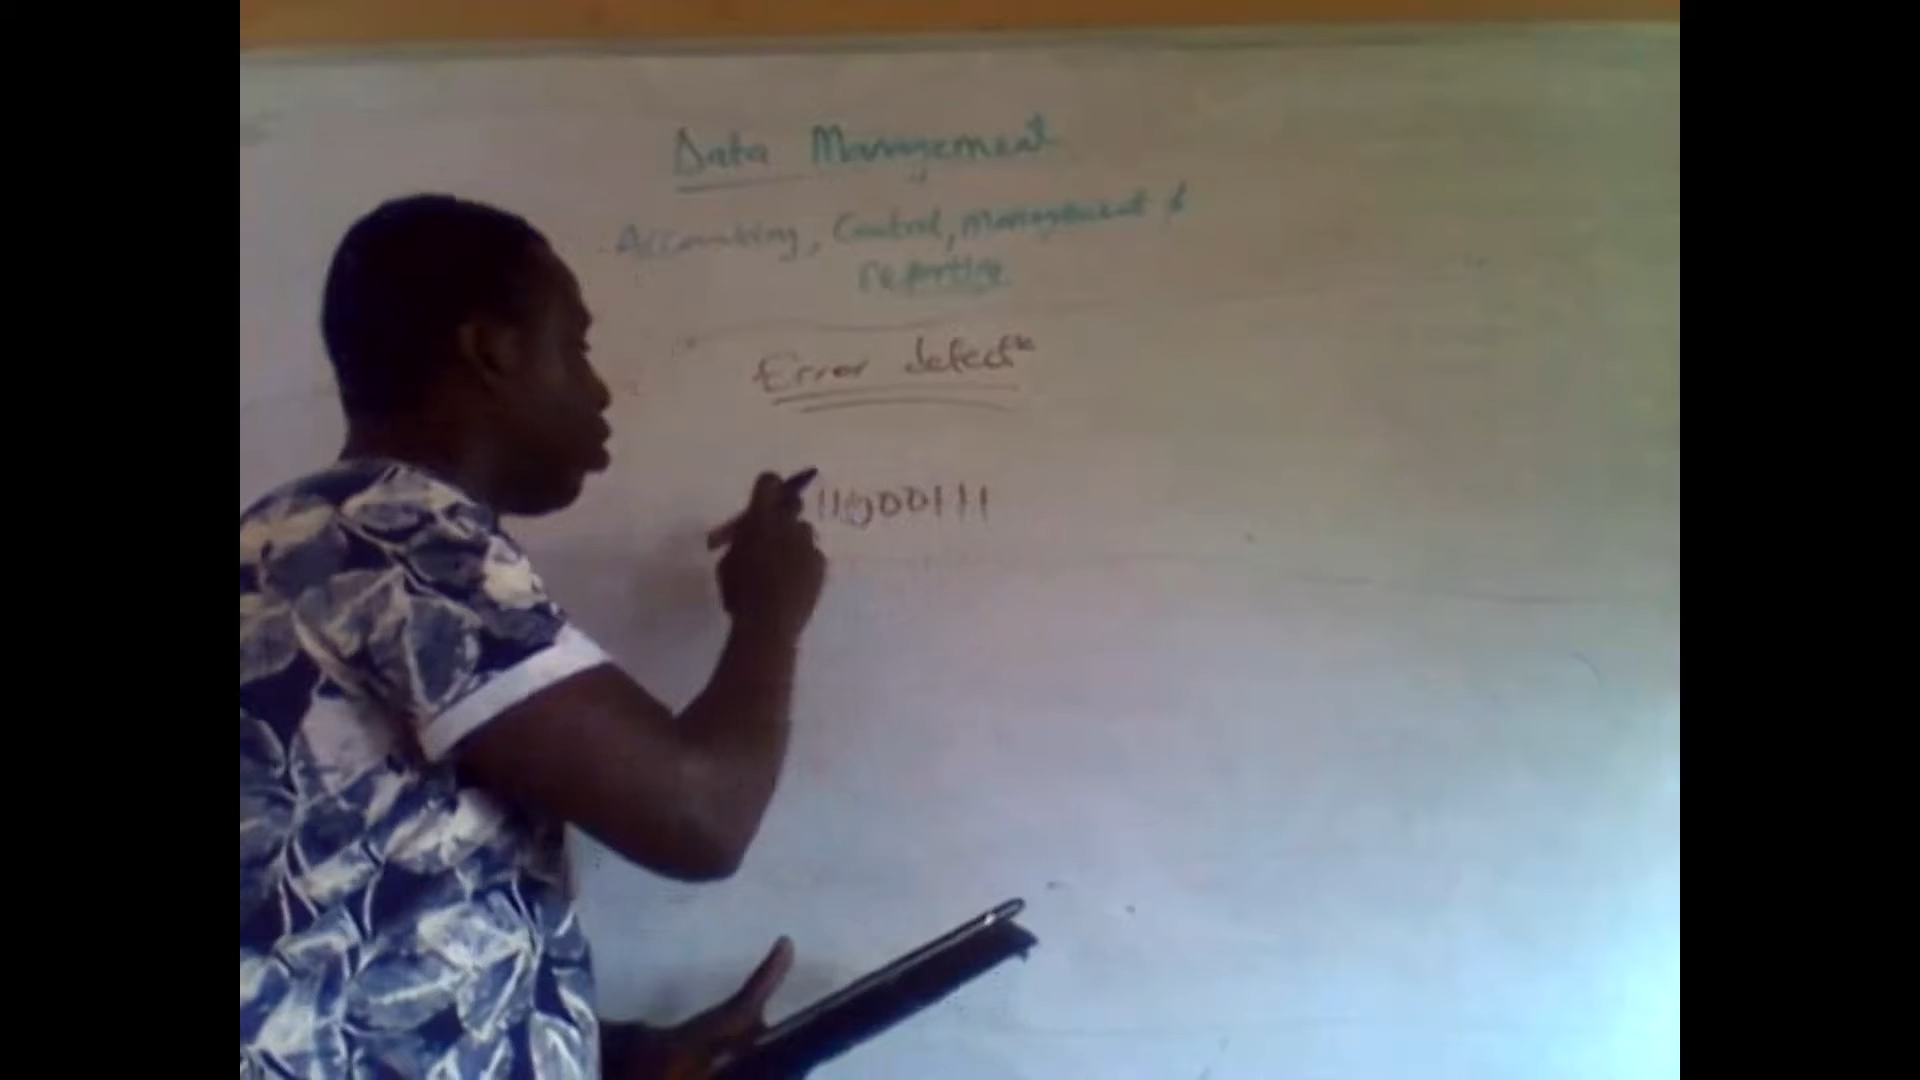 Data Management
Accounting, Control, Management &
reporting
Error detectn